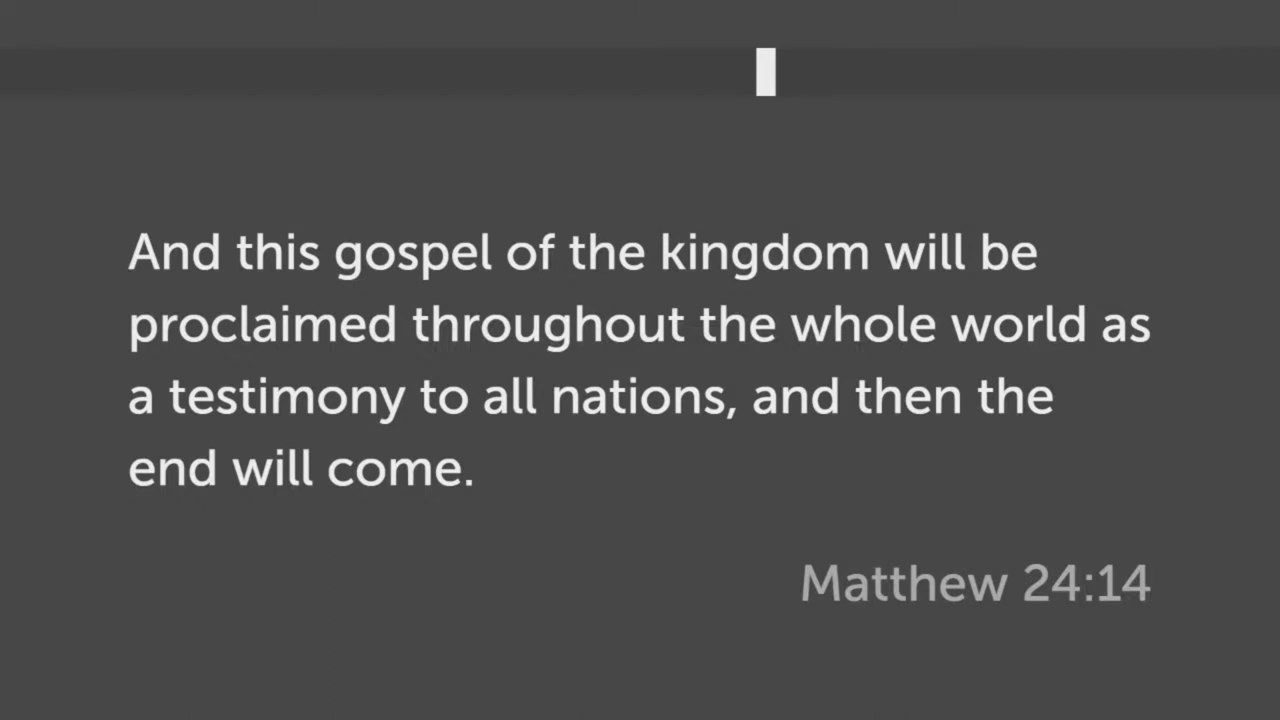 And this gospel of the kingdom will be
proclaimed throughout the whole world as
a testimony to all nations, and then the
end will come.
Matthew 24:14